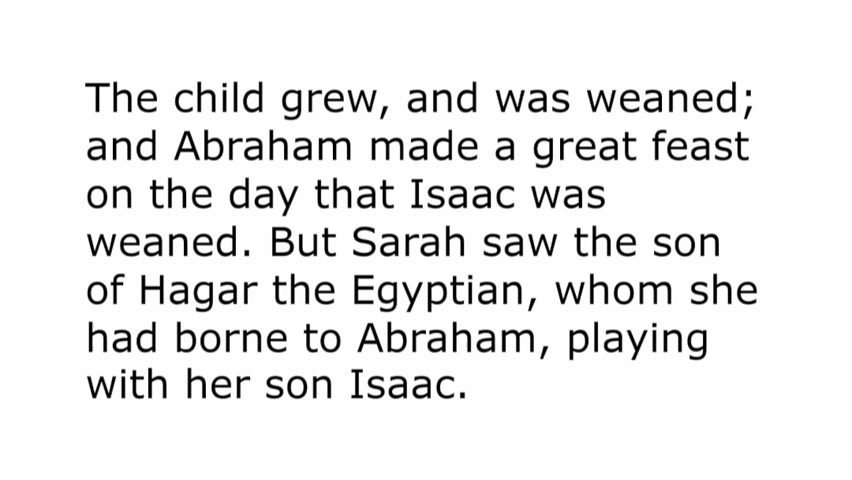 The child grew, and was weaned;
and Abraham made a great feast
on the day that Isaac was
weaned. But Sarah saw the son
of Hagar the Egyptian, whom she
had borne to Abraham, playing
with her son Isaac.